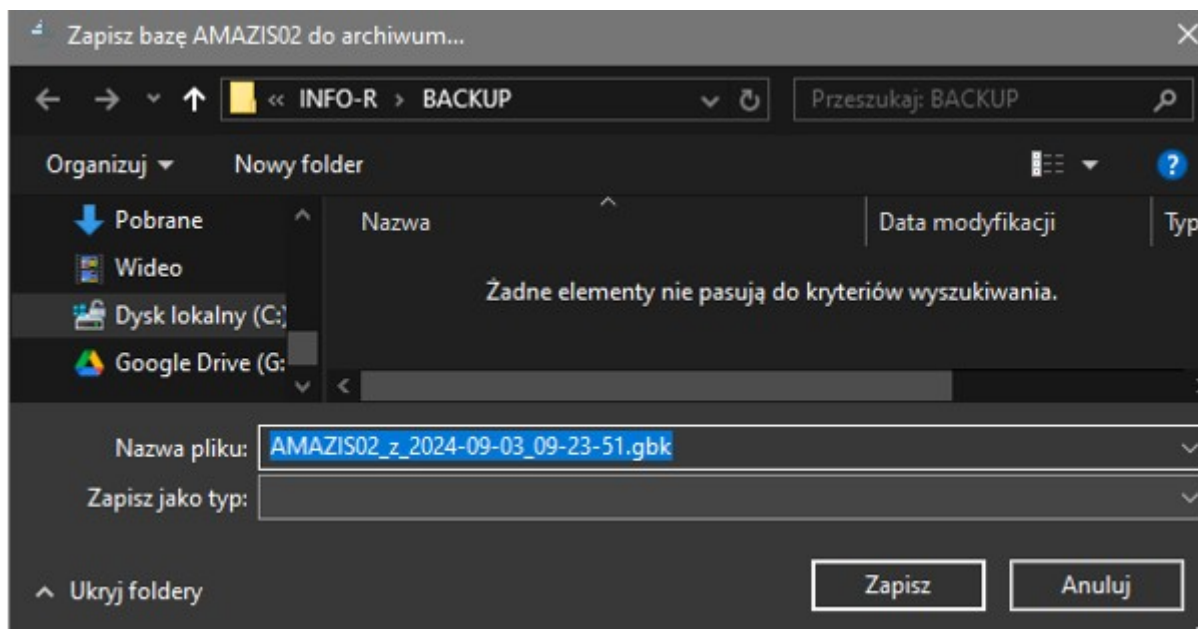 Zapisz bazę AMAZIS02 do archiwum...
« INFO-R > BACKUP
Przeszukaj: BACKUP
Organizuj Nowy folder
Pobrane
Wideo
Dysk lokalny (C:)
Google Drive (G:
Nazwa Data modyfikacji Typ
Żadne elementy nie pasują do kryteriów wyszukiwania.
Nazwa pliku: AMAZIS02_z_2024-09-03_09-23-51.gbk
Zapisz jako typ:
Ukryj foldery
Zapisz Anuluj